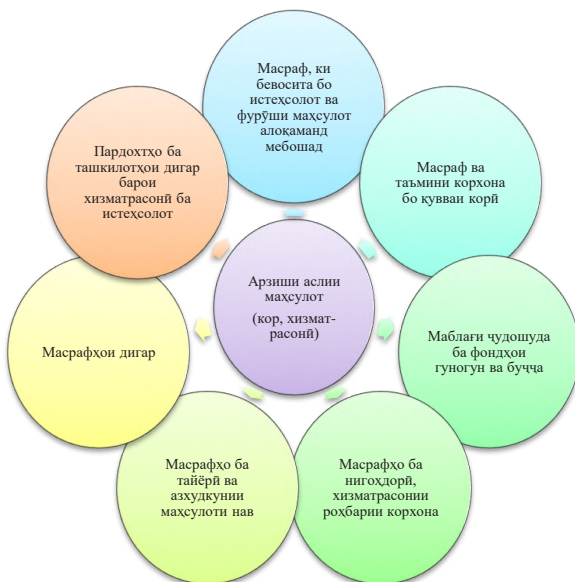 Масраф, ки
бевосита бо
истеҳсолот ва
фурӯши маҳсулот
алоқаманд
мебошад
Масраф ва
таъмини корхона
бо қувваи корӣ
Маблағи ҷудошуда
ба фондҳои
гуногун ва буҷҷа
Масрафҳо ба
нигоҳдорӣ,
хизматрасонии
роҳбарии корхона
Масрафҳо ба
тайёрӣ ва
азхудкунии
маҳсулоти нав
Масрафҳои дигар
Пардохтҳо ба
ташкилотҳои дигар
барои
хизматрасонӣ ба
истеҳсолот
Арзиши аслии
маҳсулот
(кор, хизмат-
расонӣ)